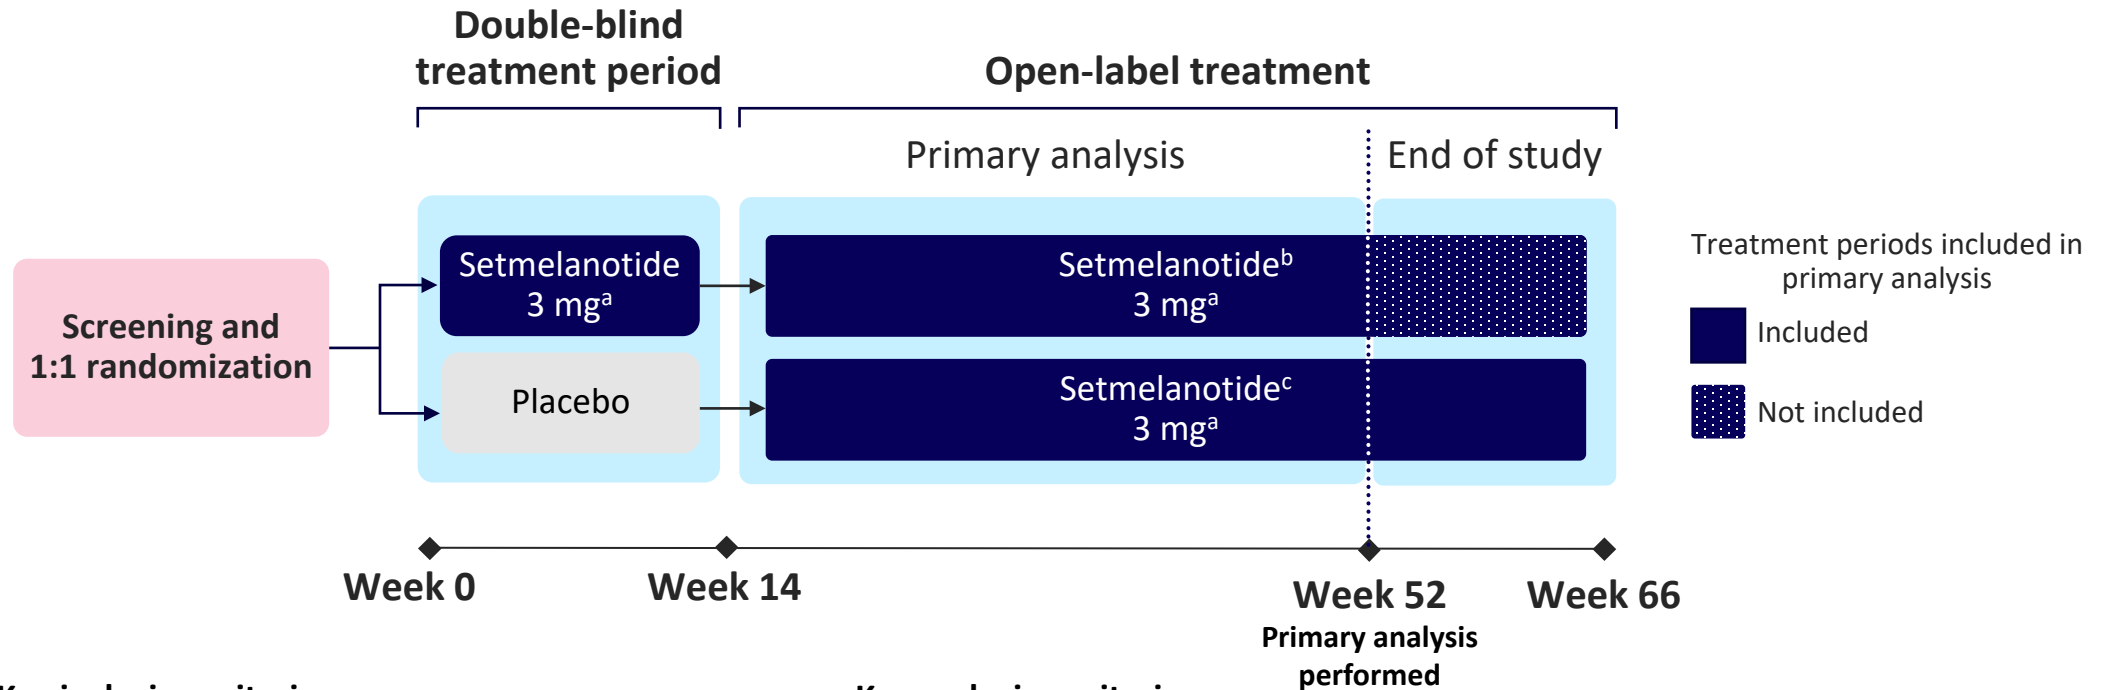 Double-blind
treatment period
Open-label treatment
Primary analysis
End of study
Screening and
1:1 randomization
Setmelanotide
3 mgᵃ
Placebo
Setmelanotideᵇ
3 mgᵃ
Setmelanotideᶜ
3 mgᵃ
Treatment periods included in
primary analysis
Included
Not included
Week 0
Week 14
Week 52
Primary analysis
performed
Week 66